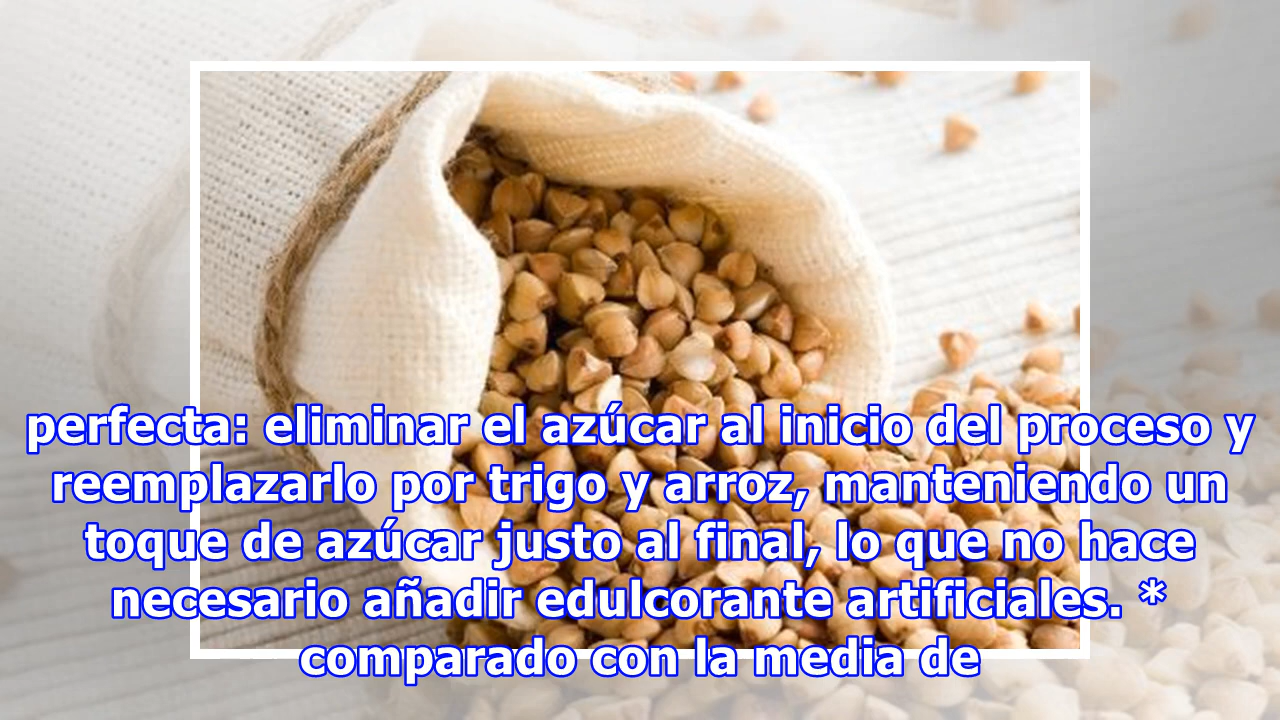 perfecta: eliminar el azúcar al inicio del proceso y
reemplazarlo por trigo y arroz, manteniendo un
toque de azúcar justo al final, lo que no hace
necesario añadir edulcorante artificiales. *
comparado con la media de